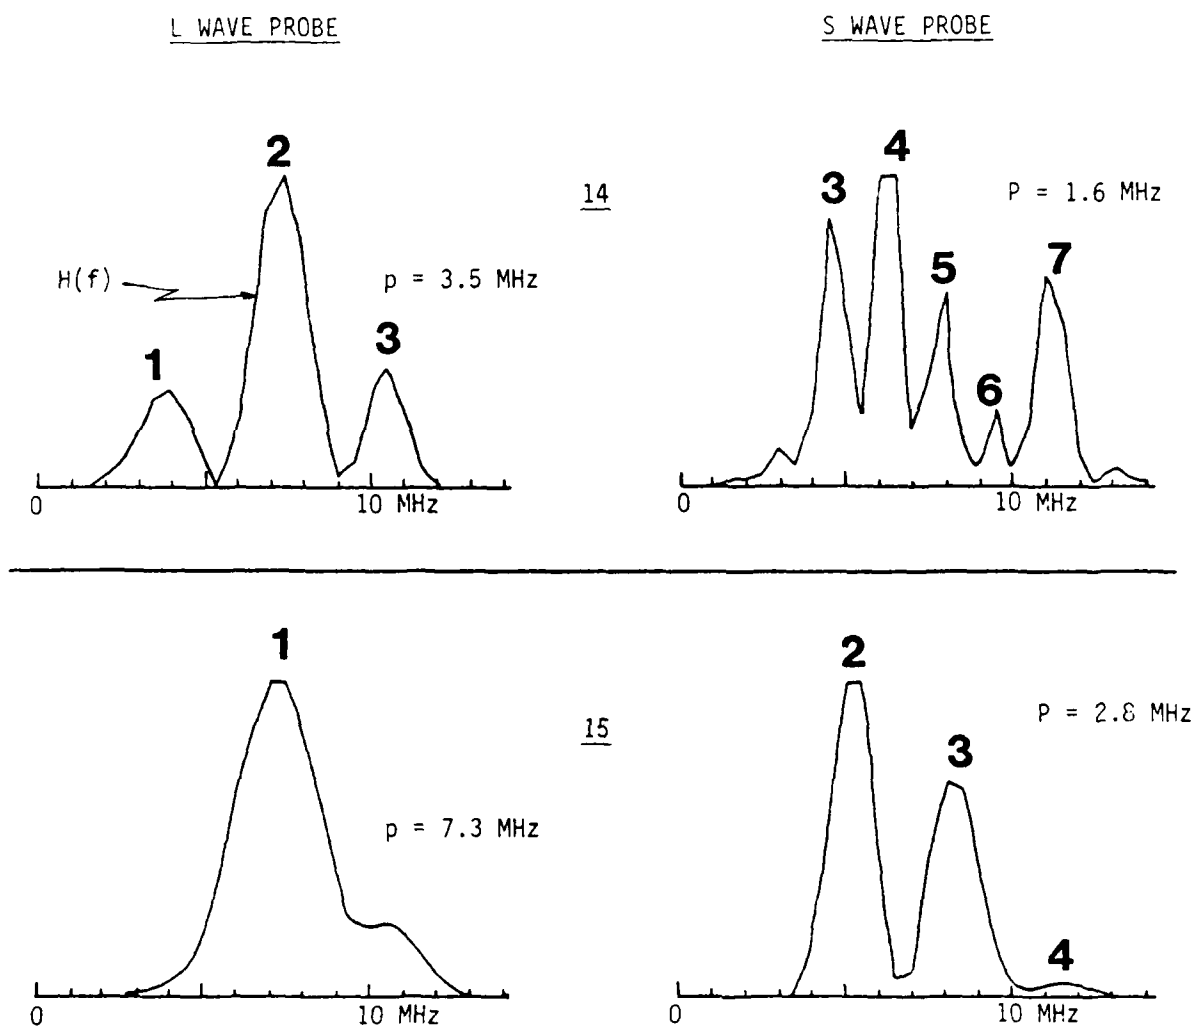 L WAVE PROBE
S WAVE PROBE
2
1
3
H(f)
p = 3.5 MHz
0
10 MHz
14
3
4
5
6
7
P = 1.6 MHz
0
10 MHz
1
p = 7.3 MHz
0
10 MHz
15
2
3
4
P = 2.8 MHz
0
10 MHz